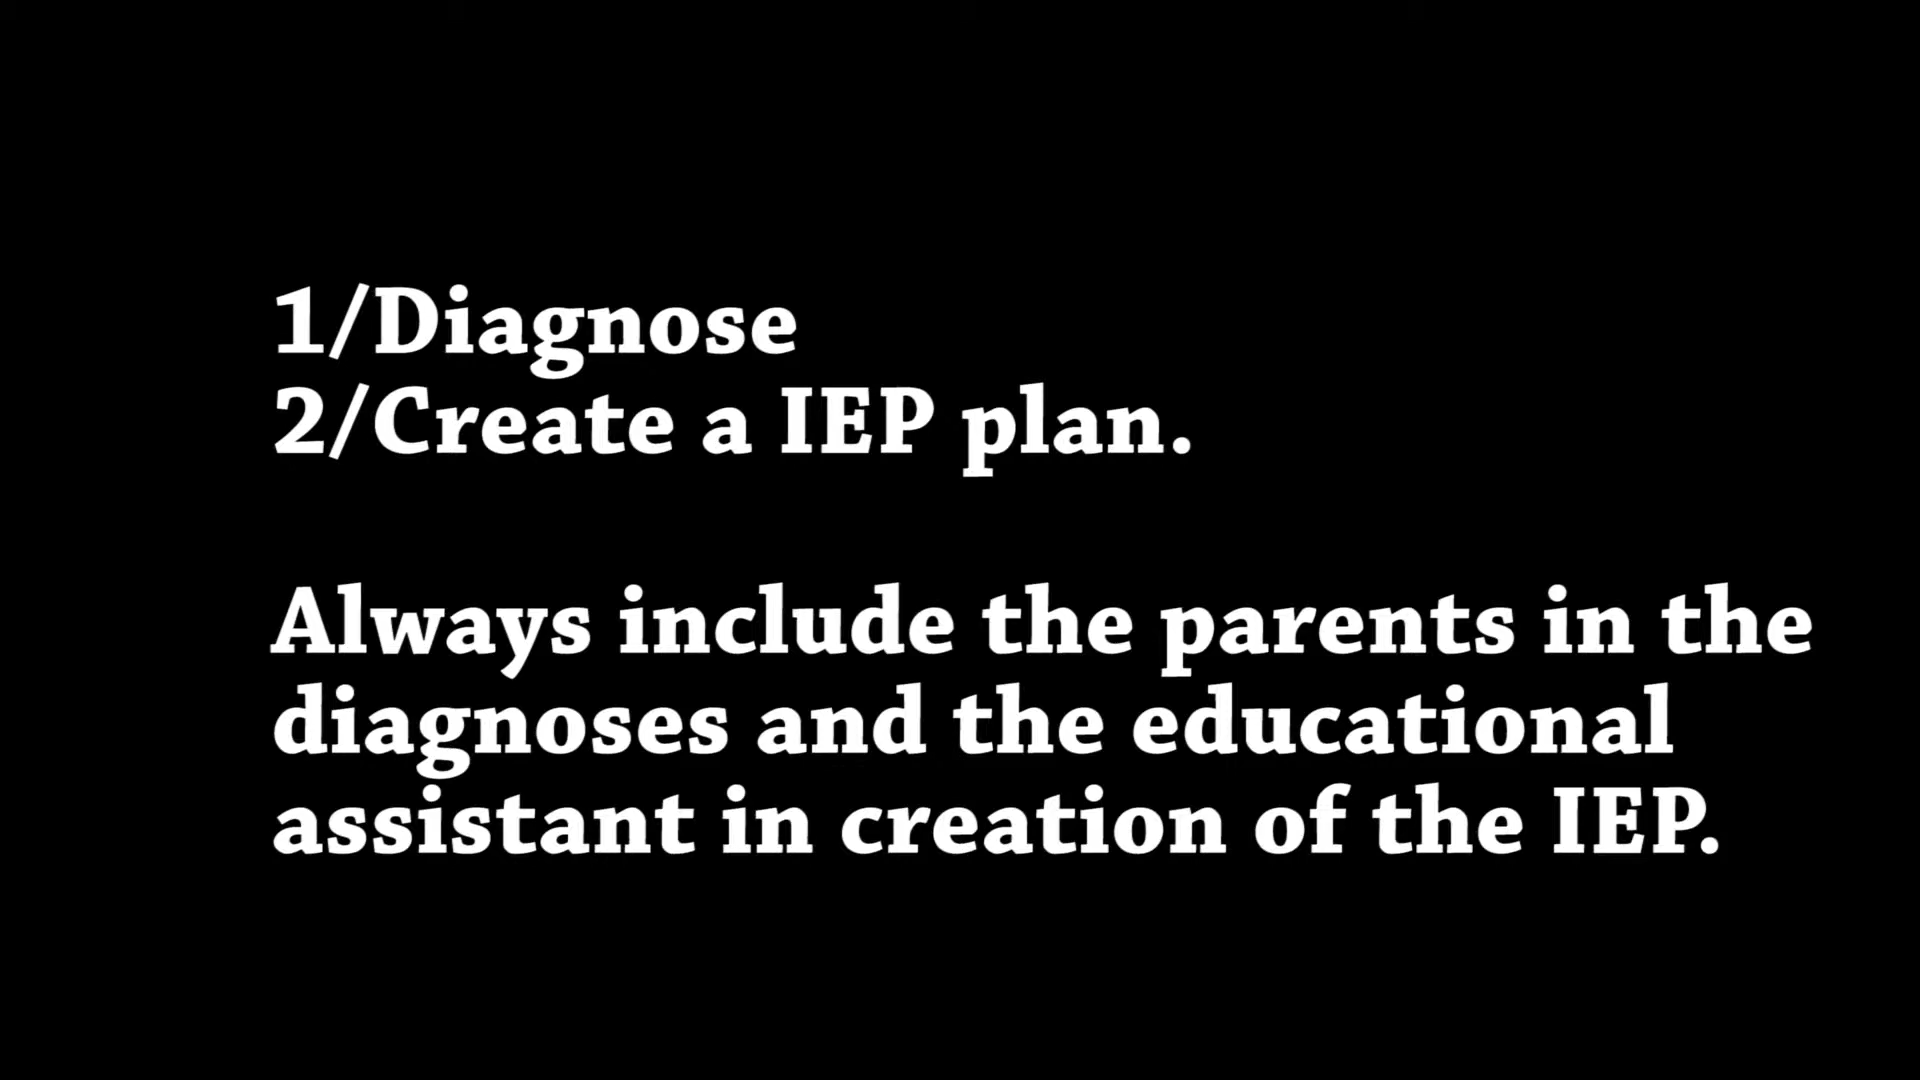 1/Diagnose
2/Create a IEP plan.
Always include the parents in the
diagnoses and the educational
assistant in creation of the IEP.